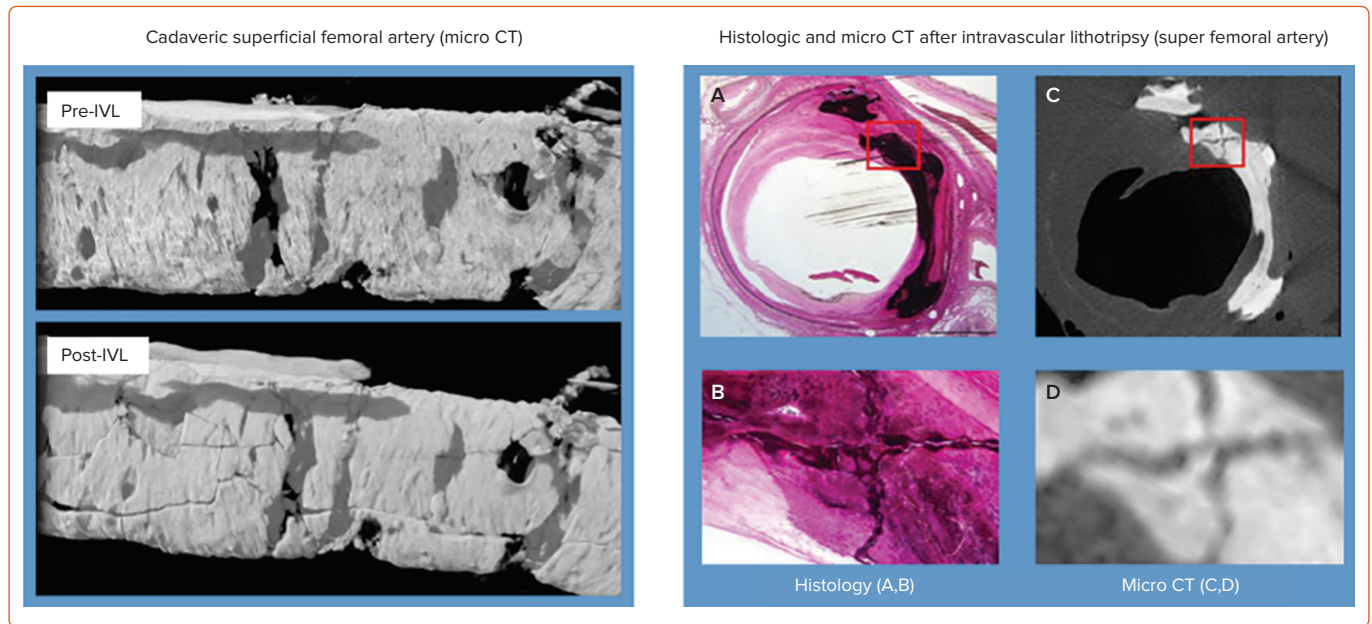 Cadaveric superficial femoral artery (micro CT)
Pre-IVL
Post-IVL
Histologic and micro CT after intravascular lithotripsy (super femoral artery)
A
C
B
D
Histology (A,B)
Micro CT (C,D)